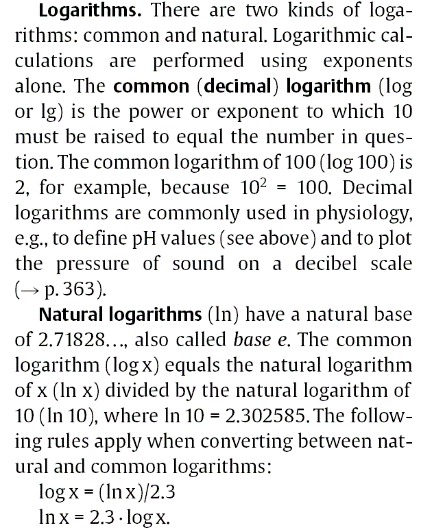 Logarithms. There are two kinds of loga-
rithms: common and natural. Logarithmic cal-
culations are performed using exponents
alone. The common (decimal) logarithm (log
or lg) is the power or exponent to which 10
must be raised to equal the number in ques-
tion. The common logarithm of 100 (log 100) is
2, for example, because 10² = 100. Decimal
logarithms are commonly used in physiology,
e.g., to define pH values (see above) and to plot
the pressure of sound on a decibel scale
(→ p. 363).
Natural logarithms (ln) have a natural base
of 2.71828..., also called base e. The common
logarithm (log x) equals the natural logarithm
of x (ln x) divided by the natural logarithm of
10 (ln 10), where ln 10 = 2.302585. The follow-
ing rules apply when converting between nat-
ural and common logarithms:
log x = (ln x)/2.3
ln x = 2.3 · log x.